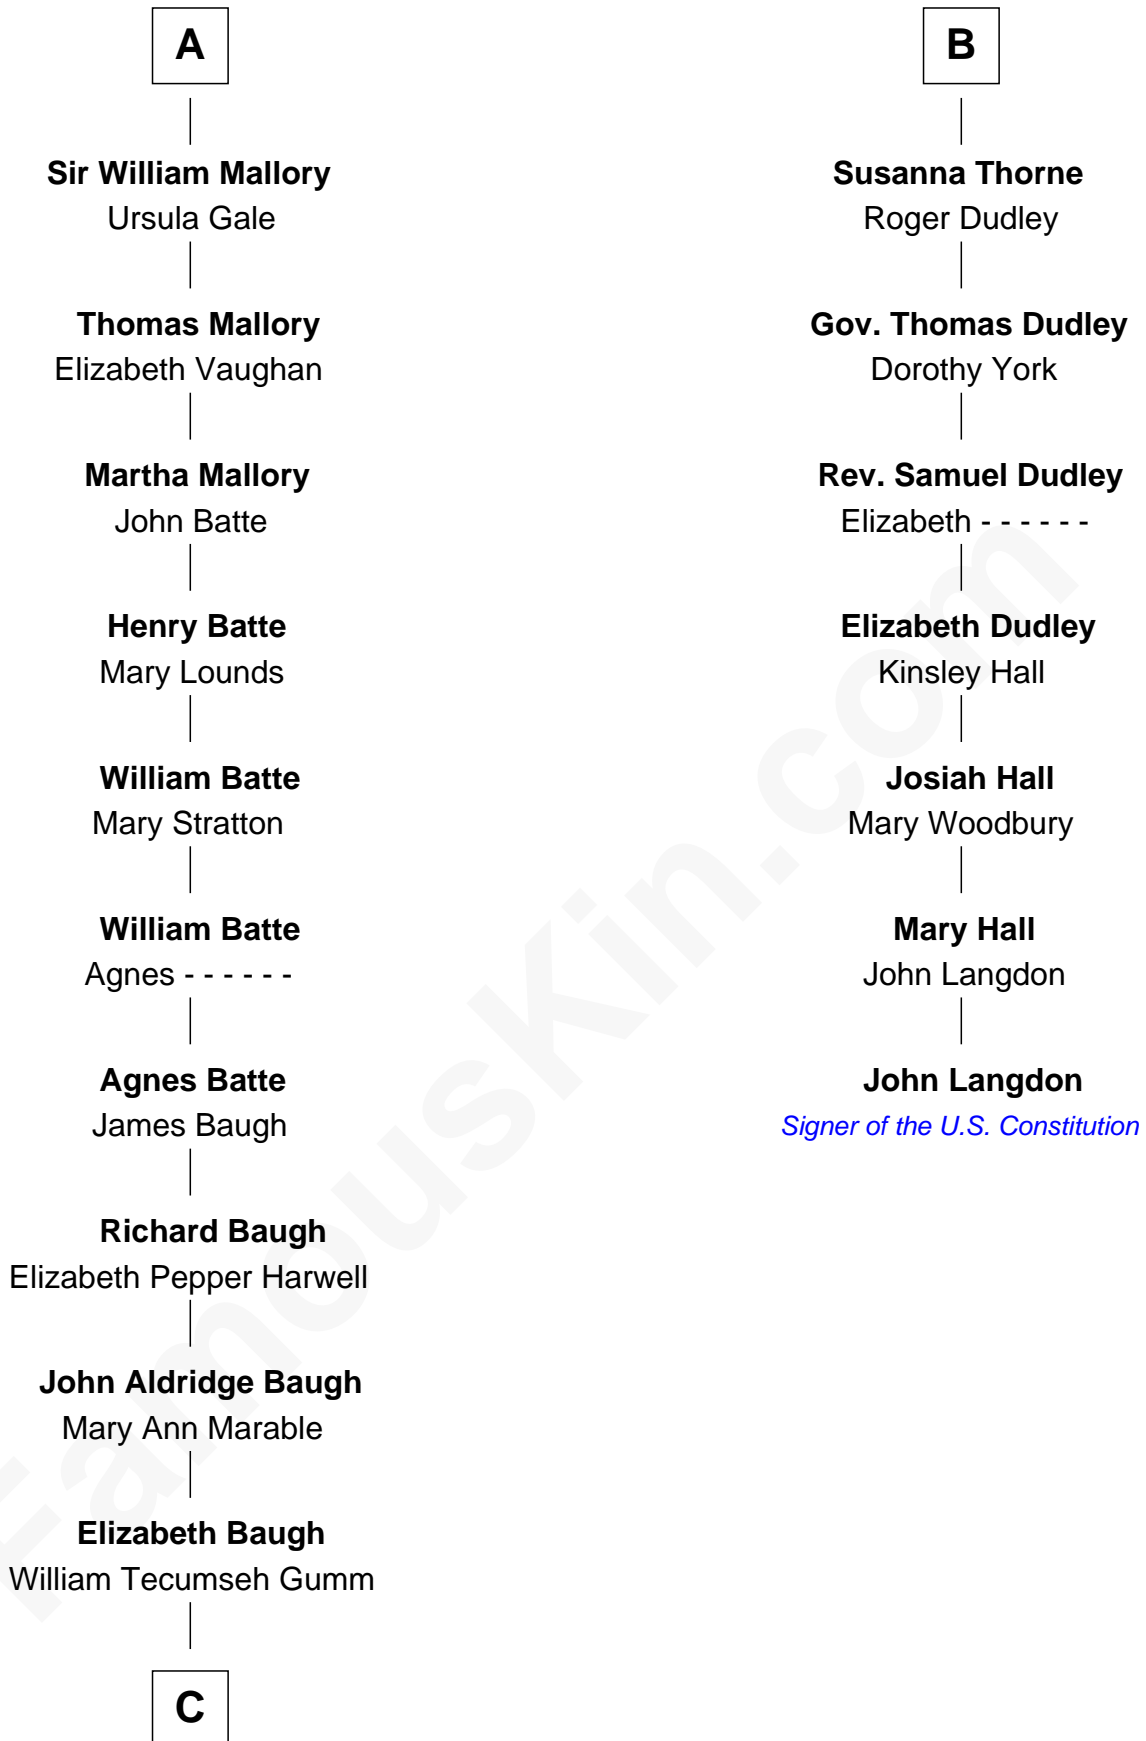 A
Sir William Mallory
Ursula Gale
Thomas Mallory
Elizabeth Vaughan
Martha Mallory
John Batte
Henry Batte
Mary Lounds
William Batte
Mary Stratton
William Batte
Agnes - - - - - -
Agnes Batte
James Baugh
Richard Baugh
Elizabeth Pepper Harwell
John Aldridge Baugh
Mary Ann Marable
Elizabeth Baugh
William Tecumseh Gumm
C
B
Susanna Thorne
Roger Dudley
Gov. Thomas Dudley
Dorothy York
Rev. Samuel Dudley
Elizabeth - - - - - -
Elizabeth Dudley
Kinsley Hall
Josiah Hall
Mary Woodbury
Mary Hall
John Langdon
John Langdon
Signer of the U.S. Constitution
FamousKin.com